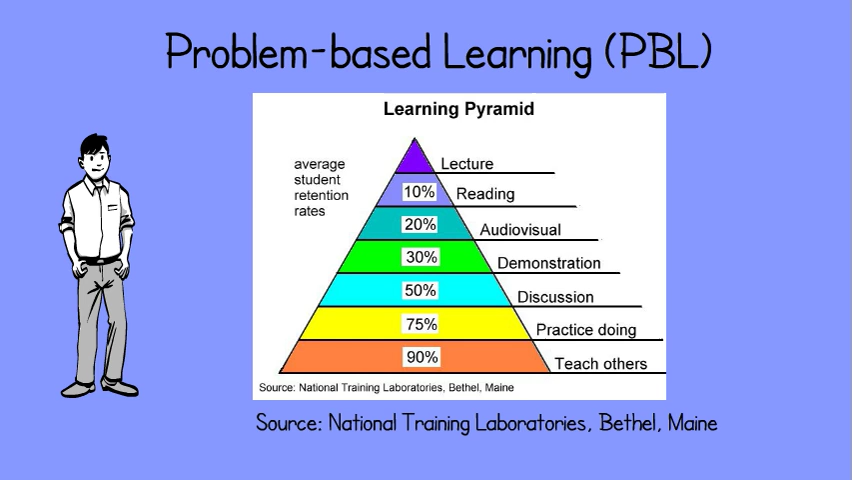 Problem-based Learning (PBL)
Learning Pyramid
average
student
retention
rates
Lecture
10% Reading
20% Audiovisual
30% Demonstration
50% Discussion
75% Practice doing
90% Teach others
Source: National Training Laboratories, Bethel, Maine
Source: National Training Laboratories, Bethel, Maine